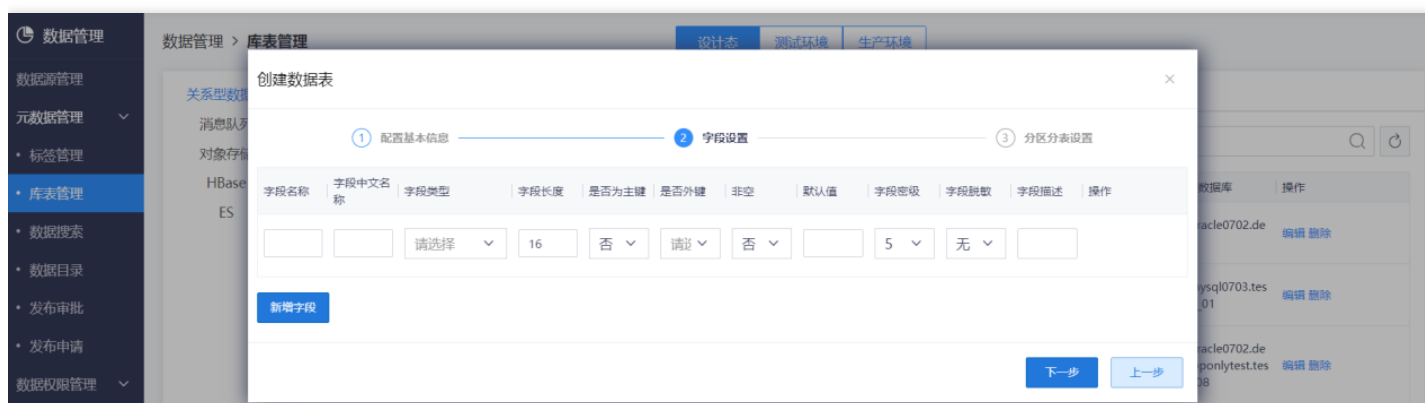 数据管理
数据管理 > 库表管理
设计态 测试环境 生产环境
数据源管理
元数据管理
• 标签管理
• 库表管理
• 数据搜索
• 数据目录
• 发布审批
• 发布申请
数据权限管理
关系型数据
消息队列
对象存储
HBase
ES
创建数据表 ×
1 配置基本信息 2 字段设置 3 分区分表设置
字段名称 字段中文名称 字段类型 字段长度 是否为主键 是否外键 非空 默认值 字段密级 字段脱敏 字段描述 操作
请选择 16 否 否 5 无
新增字段
下一步 上一步
数据库 操作
racle0702.de 编辑 删除
ysql0703.tes
_01 编辑 删除
racle0702.de
ponlytest.tes 编辑 删除
08